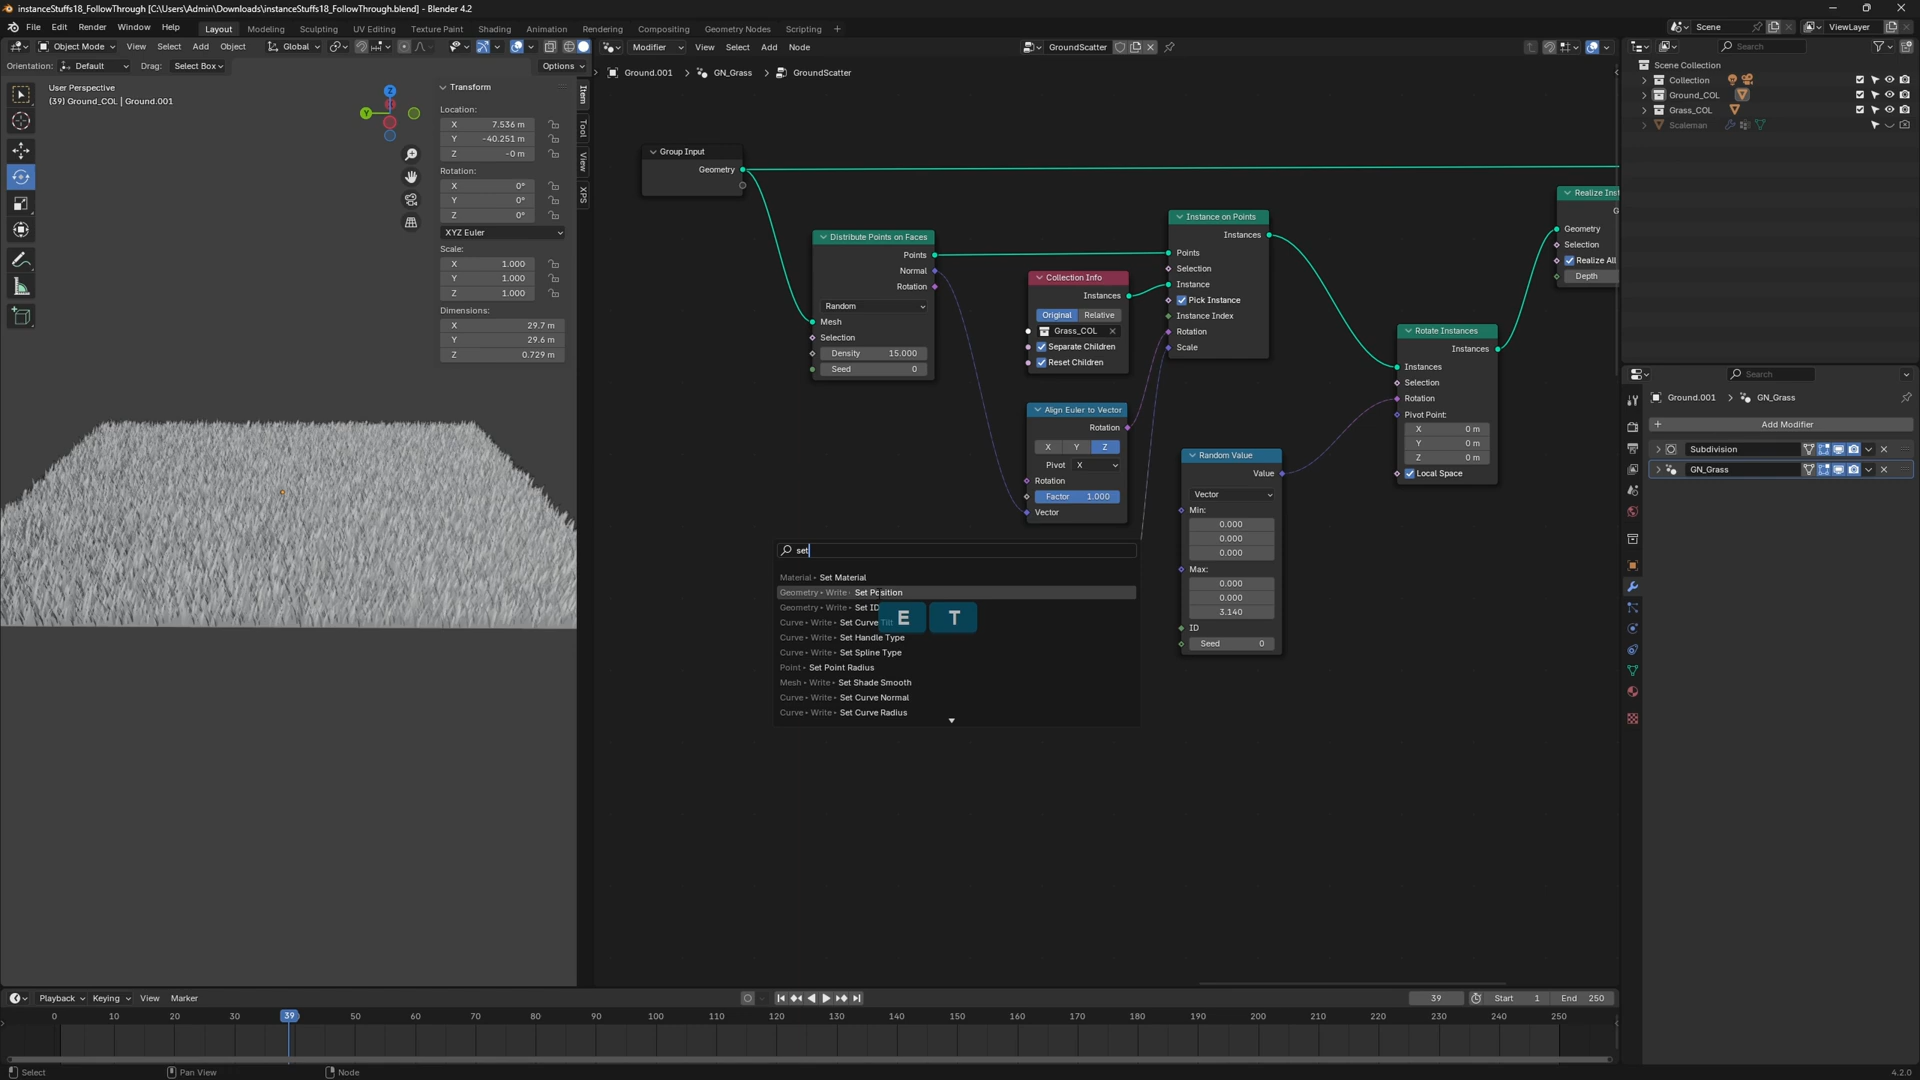 instanceStuffs18_FollowThrough [C:\Users\Admin\Downloads\instanceStuffs18_FollowThrough.blend] - Blender 4.2
File Edit Render Window Help Layout Modeling Sculpting UV Editing Texture Paint Shading Animation Rendering Compositing Geometry Nodes Scripting + Scene ViewLayer
Object Mode View Select Add Object Global Modifier View Select Add Node GroundScatter Search
Orientation: Default Drag: Select Box Options
Ground.001 > GN_Grass > GroundScatter
User Perspective
(39) Ground_COL | Ground.001
Z
Y
Item
Tool
View
XPS
Transform
Location:
X 7.536 m
Y -40.251 m
Z -0 m
Rotation:
X 0°
Y 0°
Z 0°
XYZ Euler
Scale:
X 1.000
Y 1.000
Z 1.000
Dimensions:
X 29.7 m
Y 29.6 m
Z 0.729 m
Group Input
Geometry
Distribute Points on Faces
Points
Normal
Rotation
Random
Mesh
Selection
Density 15.000
Seed 0
Collection Info
Instances
Original Relative
Grass_COL
Separate Children
Reset Children
Align Euler to Vector
Rotation
X Y Z
Pivot X
Rotation
Factor 1.000
Vector
Instance on Points
Instances
Points
Selection
Instance
Pick Instance
Instance Index
Rotation
Scale
Random Value
Value
Vector
Min:
0.000
0.000
0.000
Max:
0.000
0.000
3.140
ID
Seed 0
Rotate Instances
Instances
Instances
Selection
Rotation
Pivot Point:
X 0 m
Y 0 m
Z 0 m
Local Space
Realize Inst
G
Geometry
Selection
Realize All
Depth
set
Material Set Material
Geometry Write Set Position
Geometry Write Set ID
Curve Write Set Curve Tilt
Curve Write Set Handle Type
Curve Write Set Spline Type
Point Set Point Radius
Mesh Write Set Shade Smooth
Curve Write Set Curve Normal
Curve Write Set Curve Radius
E T
Scene Collection
Collection
Ground_COL
Grass_COL
Scaleman
Search
Ground.001 > GN_Grass
+ Add Modifier
Subdivision
GN_Grass
Playback Keying View Marker 39 Start 1 End 250
0 10 20 30 39 50 60 70 80 90 100 110 120 130 140 150 160 170 180 190 200 210 220 230 240 250
Select Pan View Node 4.2.0